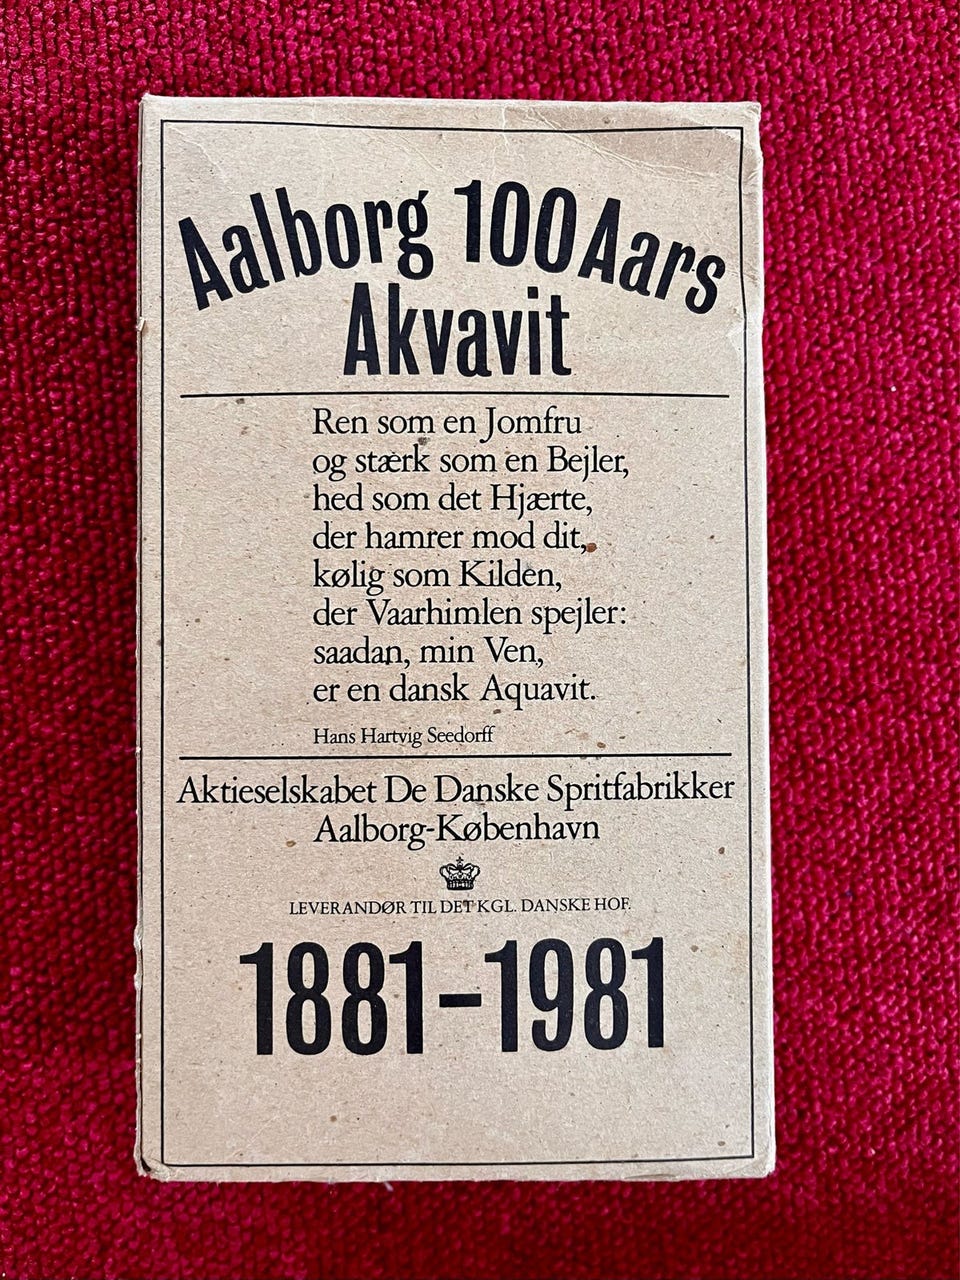 Aalborg 100 Aars
Akvavit
Ren som en Jomfru
og stærk som en Bejler,
hed som det Hjærte,
der hamrer mod dit,
kølig som Kilden,
der Vaarhimlen spejler:
saadan, min Ven,
er en dansk Aquavit.
Hans Hartvig Seedorff
Aktieselskabet De Danske Spritfabrikker
Aalborg-København
LEVERANDØR TIL DET KGL. DANSKE HOF.
1881-1981